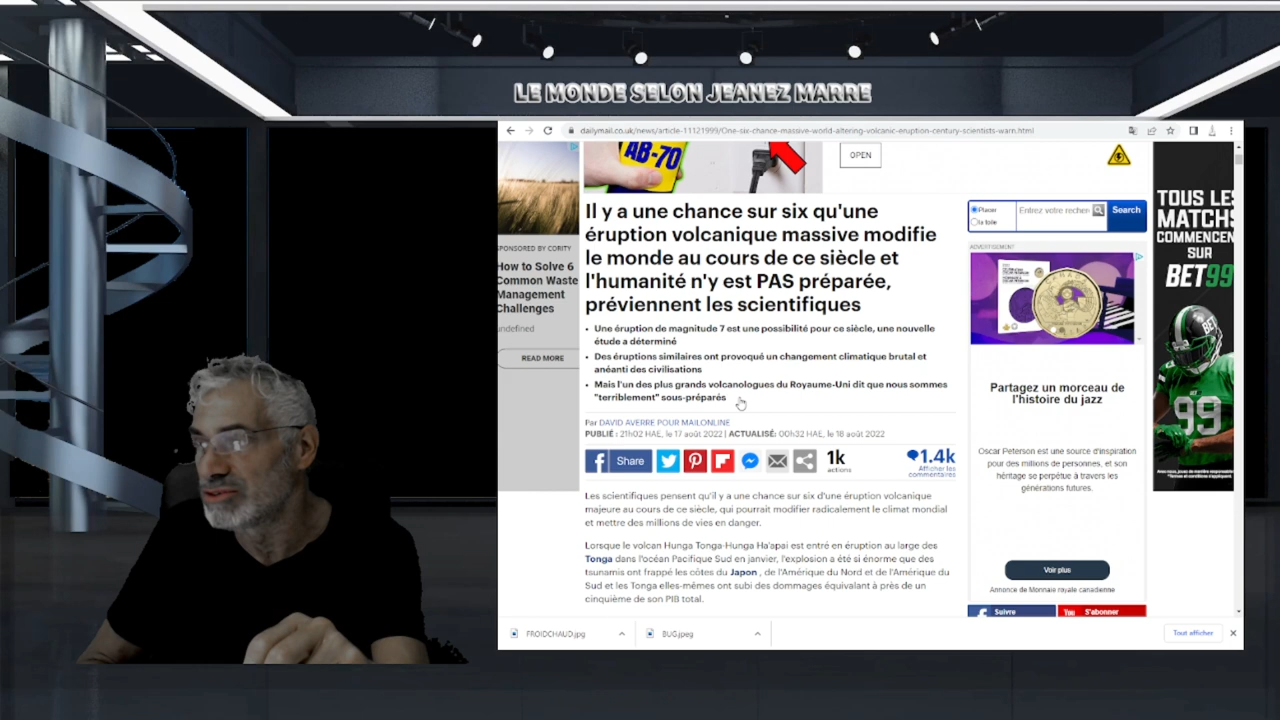 LE MONDE SELON JEANEZ MARRE
dailymail.co.uk/news/article-11121999/One-six-chance-massive-world-altering-volcanic-eruption-century-scientists-warn.html
AB-70
OPEN
Il y a une chance sur six qu'une
éruption volcanique massive modifie
le monde au cours de ce siècle et
l'humanité n'y est PAS préparée,
préviennent les scientifiques
• Une éruption de magnitude 7 est une possibilité pour ce siècle, une nouvelle
étude a déterminé
• Des éruptions similaires ont provoqué un changement climatique brutal et
anéanti des civilisations
• Mais l'un des plus grands volcanologues du Royaume-Uni dit que nous sommes
"terriblement" sous-préparés
Par DAVID AVERRE POUR MAILONLINE
PUBLIÉ : 21h02 HAE, le 17 août 2022 | ACTUALISÉ: 00h32 HAE, le 18 août 2022
Share
1k
actions
1.4k
Afficher les
commentaires
Les scientifiques pensent qu'il y a une chance sur six d'une éruption volcanique
majeure au cours de ce siècle, qui pourrait modifier radicalement le climat mondial
et mettre des millions de vies en danger.
Lorsque le volcan Hunga Tonga-Hunga Ha'apai est entré en éruption au large des
Tonga dans l'océan Pacifique Sud en janvier, l'explosion a été si énorme que des
tsunamis ont frappé les côtes du Japon , de l'Amérique du Nord et de l'Amérique du
Sud et les Tonga elles-mêmes ont subi des dommages équivalant à près de un
cinquième de son PIB total.
SPONSORED BY CORITY
How to Solve 6
Common Waste
Management
Challenges
undefined
READ MORE
Placer
la toile
Entrez votre recherc
Search
ADVERTISEMENT
Partagez un morceau de
l'histoire du jazz
Oscar Peterson est une source d'inspiration
pour des millions de personnes, et son
héritage se perpétue à travers les
générations futures.
Voir plus
Annonce de Monnaie royale canadienne
Suivre
You
S'abonner
TOUS LES
MATCHS
COMMENCEN
SUR
BET99
BET
99
FROIDCHAUD.jpg
BUG.jpeg
Tout afficher